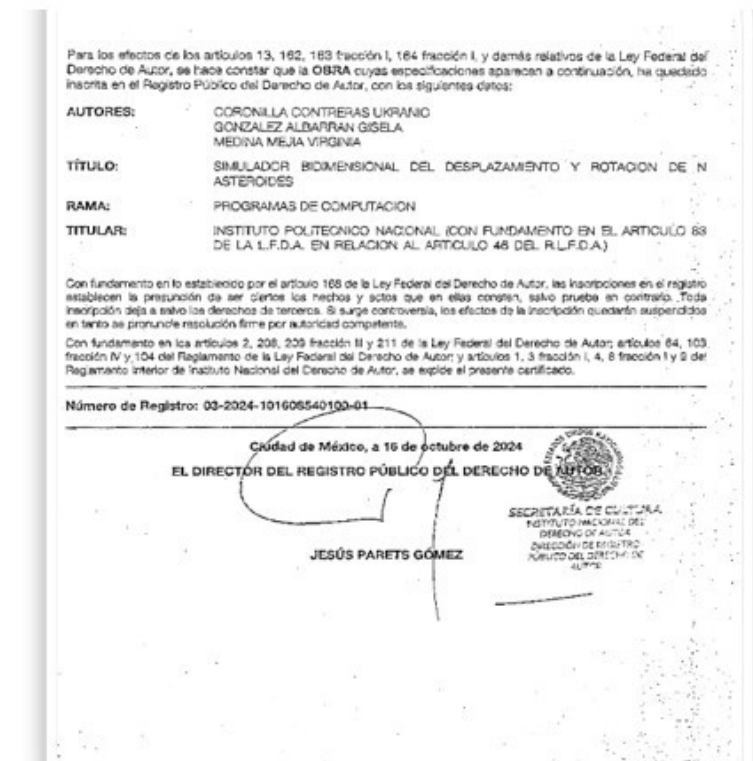 Para los efectos de los artículos 13, 162, 163 fracción I, 164 fracción I, y demás relativos de la Ley Federal del
Derecho de Autor, se hace constar que la OBRA cuyas especificaciones aparecen a continuación, ha quedado
inscrita en el Registro Público del Derecho de Autor, con los siguientes datos:
AUTORES: CORONILLA CONTRERAS UKRANIO
GONZALEZ ALBARRAN GISELA
MEDINA MEJIA VIRGINIA
TÍTULO: SIMULADOR BIDIMENSIONAL DEL DESPLAZAMIENTO Y ROTACION DE N
ASTEROIDES
RAMA: PROGRAMAS DE COMPUTACION
TITULAR: INSTITUTO POLITECNICO NACIONAL (CON FUNDAMENTO EN EL ARTICULO 83
DE LA L.F.D.A. EN RELACION AL ARTICULO 46 DEL R.L.F.D.A.)
Con fundamento en lo establecido por el artículo 168 de la Ley Federal del Derecho de Autor, las inscripciones en el registro
establecen la presunción de ser ciertos los hechos y actos que en ellas consten, salvo prueba en contrario. Toda
inscripción deja a salvo los derechos de terceros. Si surge controversia, los efectos de la inscripción quedarán suspendidos
en tanto se pronuncie resolución firme por autoridad competente.
Con fundamento en los artículos 2, 208, 209 fracción III y 211 de la Ley Federal del Derecho de Autor; artículos 64, 103
fracción IV y 104 del Reglamento de la Ley Federal del Derecho de Autor; y artículos 1, 3 fracción I, 4, 8 fracción I y 9 del
Reglamento Interior de Instituto Nacional del Derecho de Autor, se expide el presente certificado.
Número de Registro: 03-2024-101608540100-01
Ciudad de México, a 16 de octubre de 2024
EL DIRECTOR DEL REGISTRO PÚBLICO DEL DERECHO DE AUTOR
SECRETARÍA DE CULTURA
INSTITUTO NACIONAL DEL
DERECHO DE AUTOR
DIRECCIÓN DE REGISTRO
PÚBLICO DEL DERECHO DE
AUTOR
JESÚS PARETS GÓMEZ